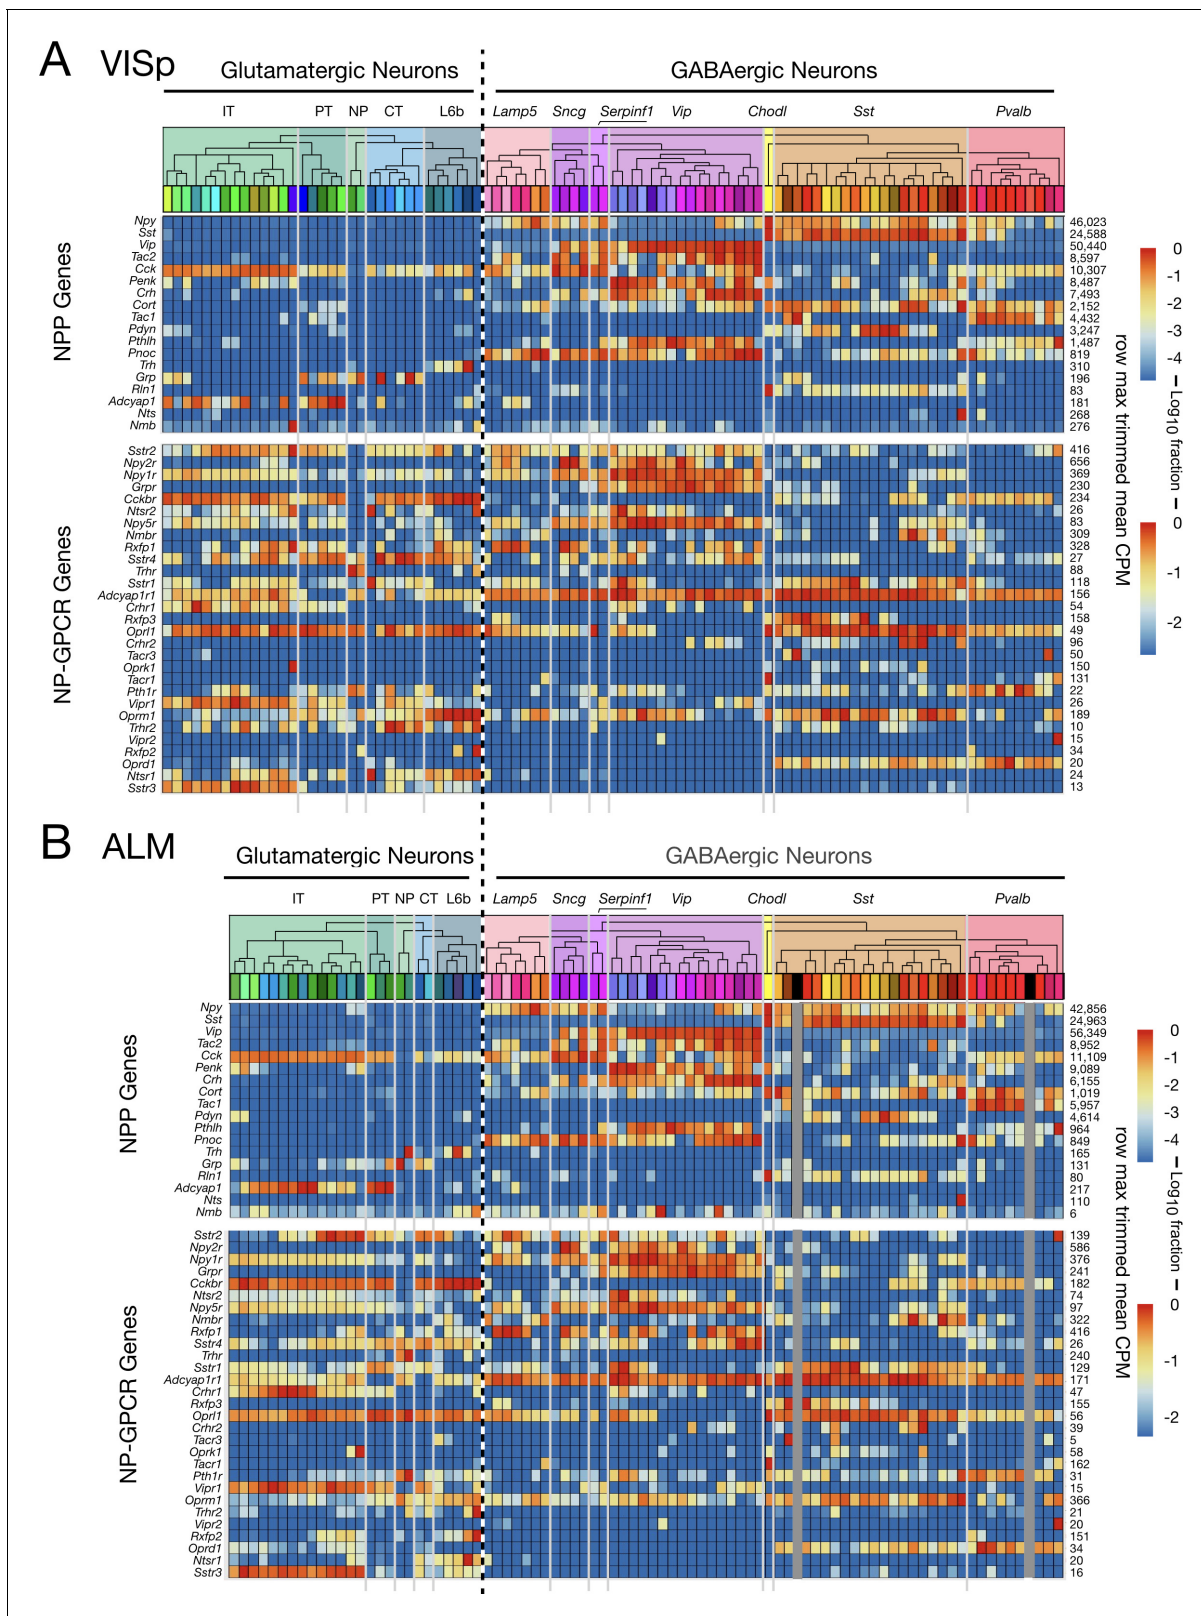 A VISp
Glutamatergic Neurons GABAergic Neurons
IT PT NP CT L6b Lamp5 Sncg Serpinf1 Vip Chodl Sst Pvalb
NPP Genes
Npy 46,023
Sst 24,588
Vip 50,440
Tac2 8,597
Cck 10,307
Penk 8,487
Crh 7,493
Cort 2,152
Tac1 4,432
Pdyn 3,247
Pthlh 1,487
Pnoc 819
Trh 310
Grp 196
Rln1 83
Adcyap1 181
Nts 268
Nmb 276
NP-GPCR Genes
Sstr2 416
Npy2r 656
Npy1r 369
Grpr 230
Cckbr 234
Ntsr2 26
Npy5r 83
Nmbr 309
Rxfp1 328
Sstr4 27
Trhr 88
Sstr1 118
Adcyap1r1 156
Crhr1 54
Rxfp3 158
Oprl1 49
Crhr2 96
Tacr3 50
Oprk1 150
Tacr1 131
Pth1r 22
Vipr1 26
Oprm1 189
Trhr2 10
Vipr2 15
Rxfp2 34
Oprd1 20
Ntsr1 24
Sstr3 13
row max trimmed mean CPM
0
-1
-2
-3
-4
Log10 fraction
0
-1
-2
B ALM
Glutamatergic Neurons GABAergic Neurons
IT PT NP CT L6b Lamp5 Sncg Serpinf1 Vip Chodl Sst Pvalb
NPP Genes
Npy 42,856
Sst 24,963
Vip 56,349
Tac2 8,952
Cck 11,109
Penk 9,089
Crh 6,155
Cort 1,019
Tac1 5,957
Pdyn 4,614
Pthlh 964
Pnoc 849
Trh 165
Grp 131
Rln1 80
Adcyap1 217
Nts 110
Nmb 6
NP-GPCR Genes
Sstr2 139
Npy2r 586
Npy1r 376
Grpr 241
Cckbr 182
Ntsr2 74
Npy5r 97
Nmbr 322
Rxfp1 416
Sstr4 26
Trhr 240
Sstr1 129
Adcyap1r1 171
Crhr1 47
Rxfp3 155
Oprl1 56
Crhr2 39
Tacr3 5
Oprk1 58
Tacr1 162
Pth1r 31
Vipr1 15
Oprm1 366
Trhr2 21
Vipr2 20
Rxfp2 151
Oprd1 34
Ntsr1 20
Sstr3 16
row max trimmed mean CPM
0
-1
-2
-3
-4
Log10 fraction
0
-1
-2